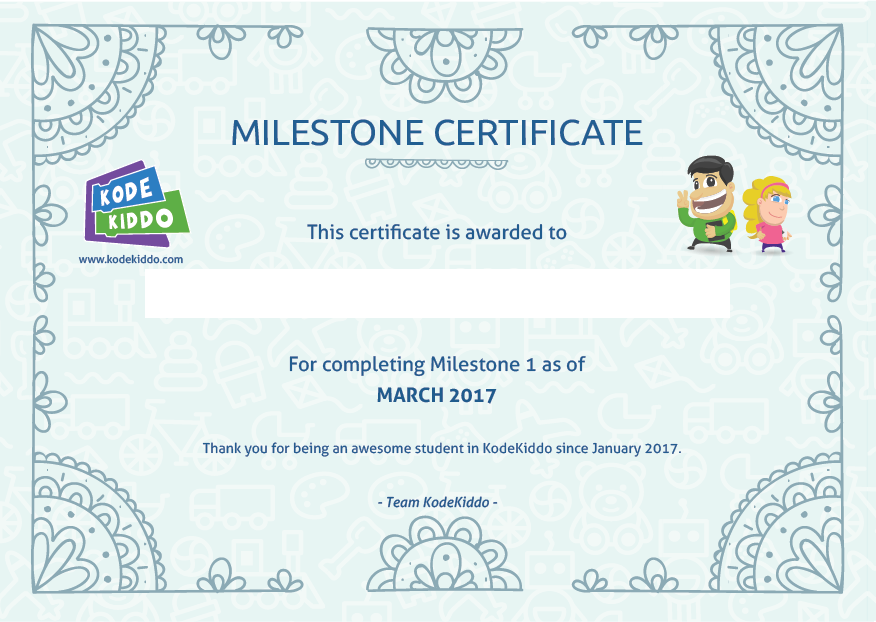 MILESTONE CERTIFICATE
KODE
KIDDO
www.kodekiddo.com
This certificate is awarded to
For completing Milestone 1 as of
MARCH 2017
Thank you for being an awesome student in KodeKiddo since January 2017.
- Team KodeKiddo -